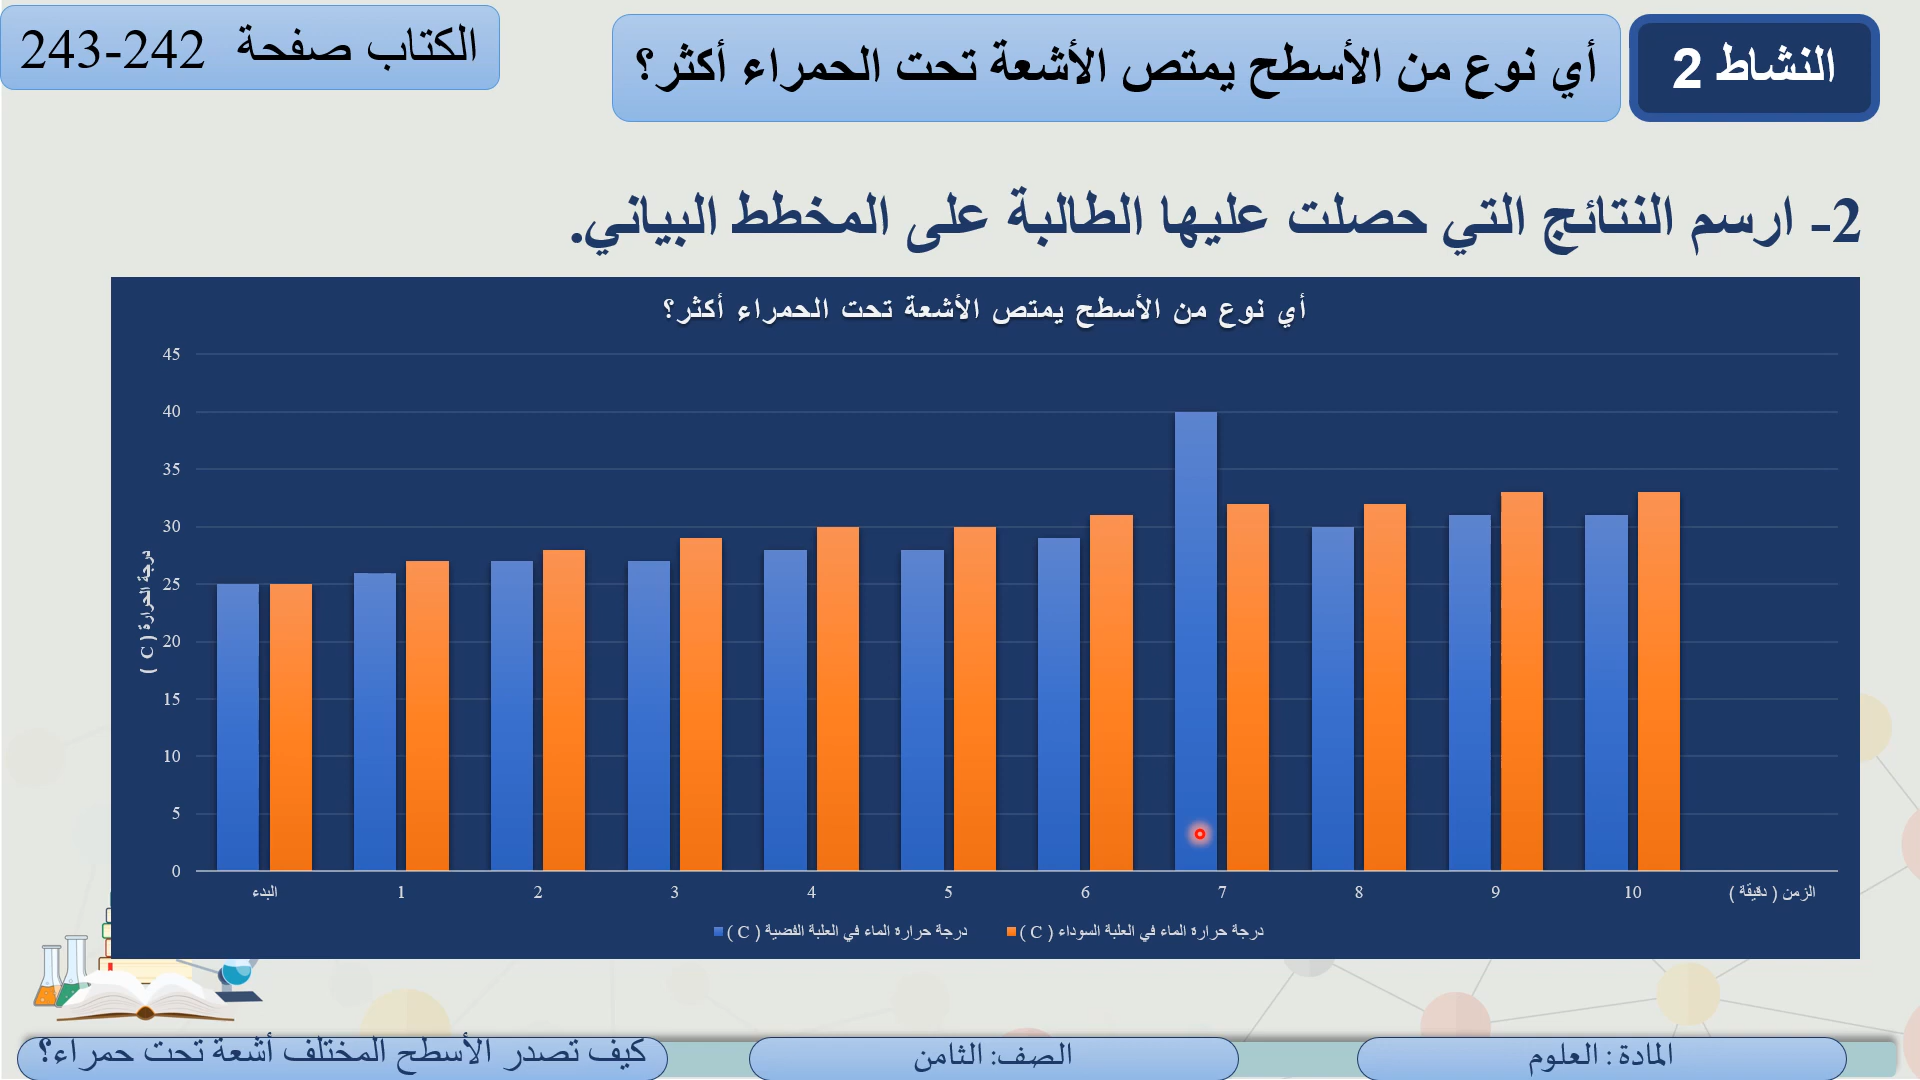 النشاط 2
أي نوع من الأسطح يمتص الأشعة تحت الحمراء أكثر؟
الكتاب صفحة 242-243
2- ارسم النتائج التي حصلت عليها الطالبة على المخطط البياني.
أي نوع من الأسطح يمتص الأشعة تحت الحمراء أكثر؟
45
40
35
30
25
20
15
10
5
0
درجة الحرارة ( C )
البدء 1 2 3 4 5 6 7 8 9 10 الزمن ( دقيقة )
درجة حرارة الماء في العلبة الفضية ( C ) درجة حرارة الماء في العلبة السوداء ( C )
المادة : العلوم
الصف: الثامن
كيف تصدر الأسطح المختلف أشعة تحت حمراء؟